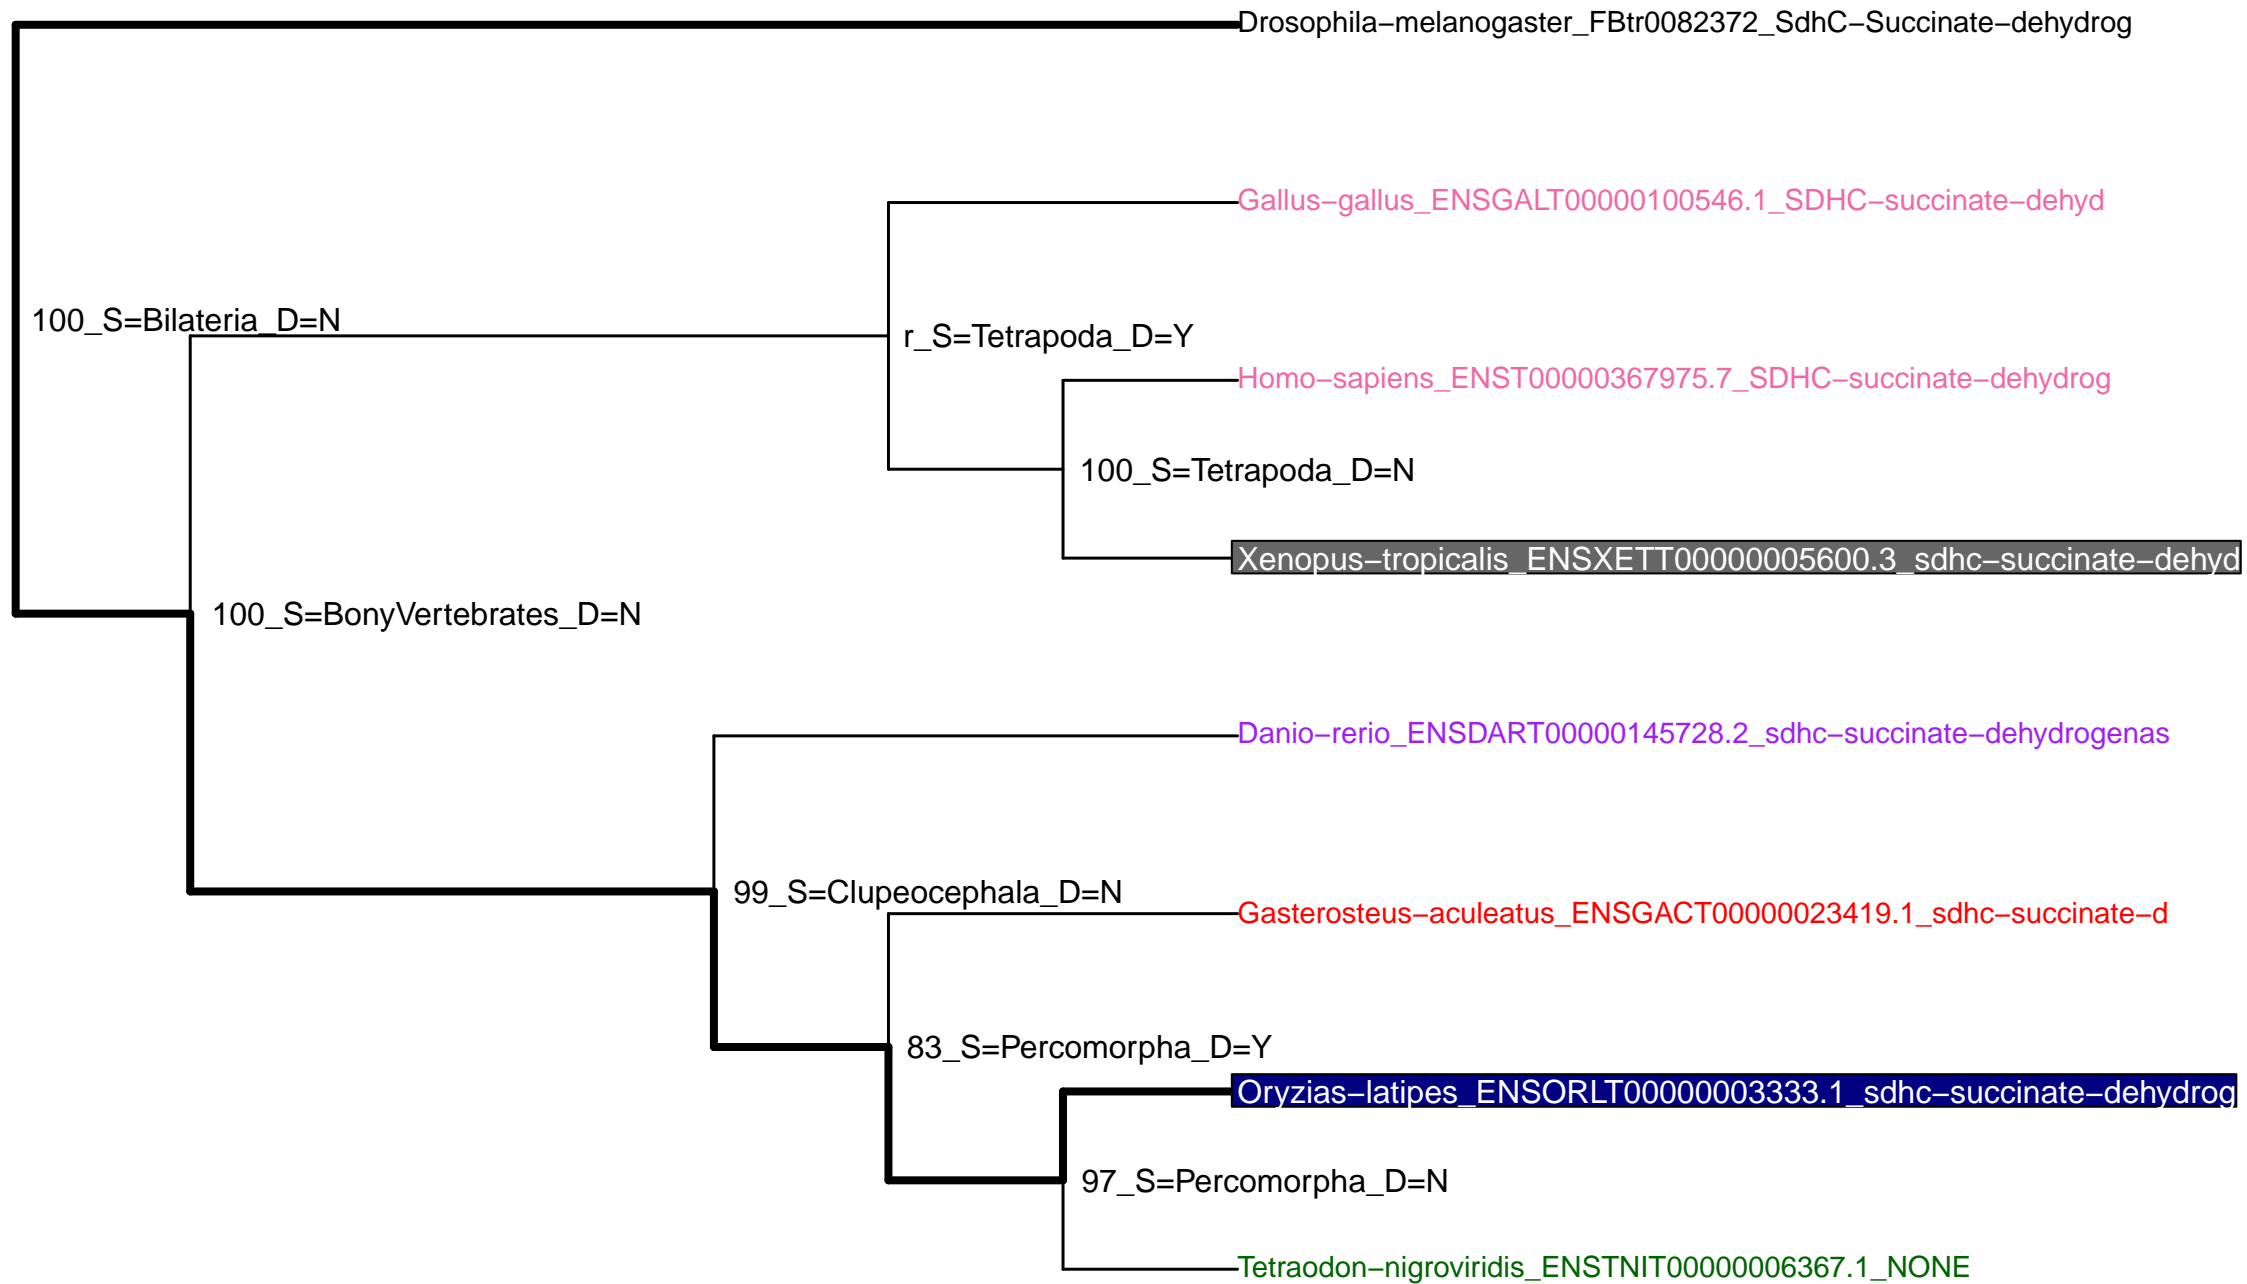 Drosophila−melanogaster_FBtr0082372_SdhC−Succinate−dehydrog
Gallus−gallus_ENSGALT00000100546.1_SDHC−succinate−dehyd
100_S=Bilateria_D=N
r_S=Tetrapoda_D=Y
Homo−sapiens_ENST00000367975.7_SDHC−succinate−dehydrog
100_S=Tetrapoda_D=N
Xenopus−tropicalis_ENSXETT00000005600.3_sdhc−succinate−dehyd
100_S=BonyVertebrates_D=N
Danio−rerio_ENSDART00000145728.2_sdhc−succinate−dehydrogenas
99_S=Clupeocephala_D=N
Gasterosteus−aculeatus_ENSGACT00000023419.1_sdhc−succinate−d
83_S=Percomorpha_D=Y
Oryzias−latipes_ENSORLT00000003333.1_sdhc−succinate−dehydrog
97_S=Percomorpha_D=N
Tetraodon−nigroviridis_ENSTNIT00000006367.1_NONE